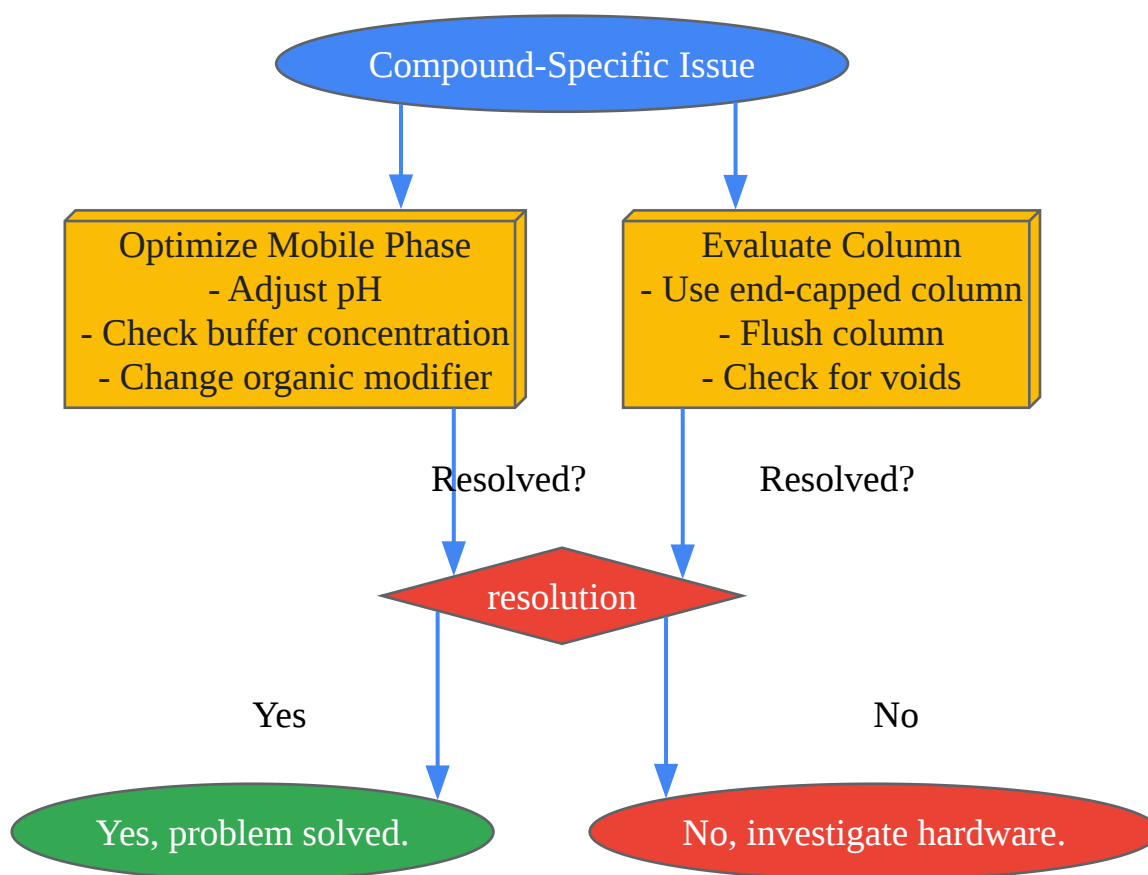 Compound-Specific Issue
Optimize Mobile Phase
- Adjust pH
- Check buffer concentration
- Change organic modifier
Evaluate Column
- Use end-capped column
- Flush column
- Check for voids
Resolved?
Resolved?
resolution
Yes
No
Yes, problem solved.
No, investigate hardware.